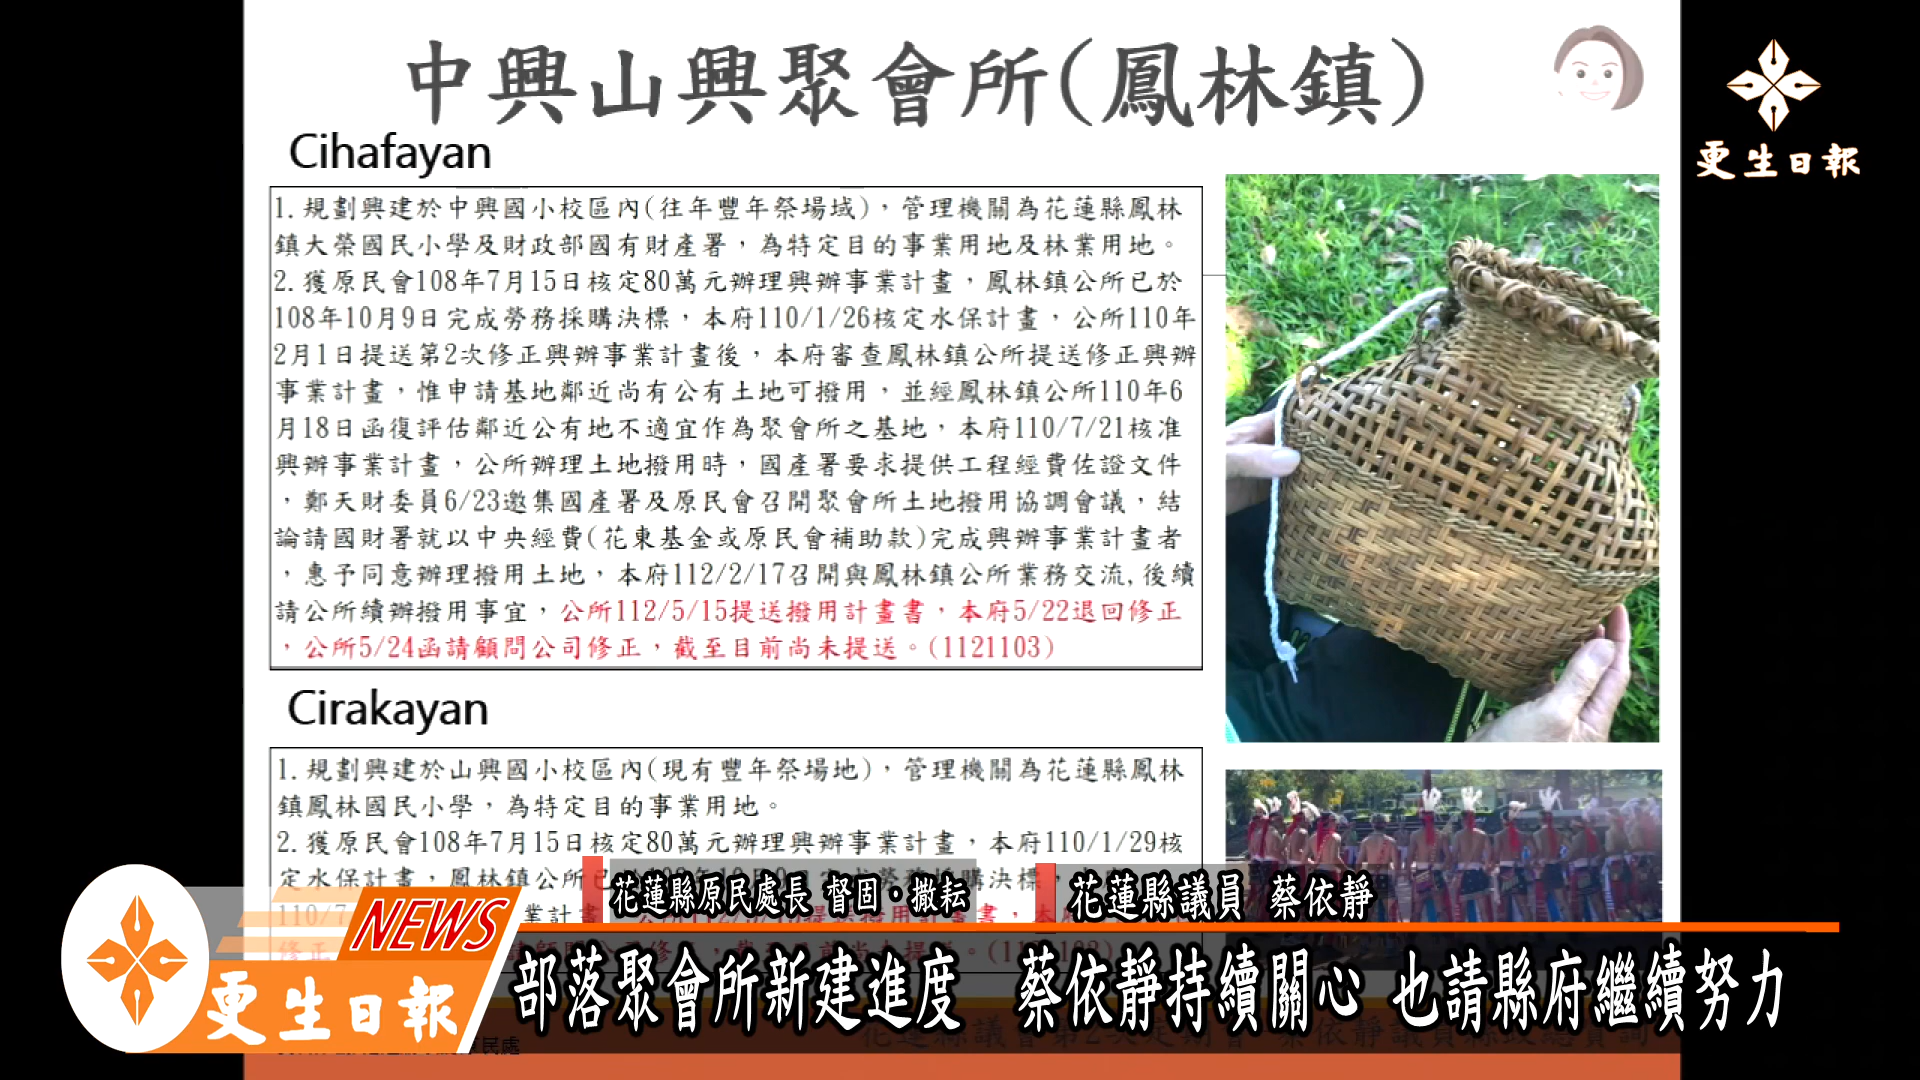 中興山興聚會所(鳳林鎮)
更生日報
Cihafayan
1.規劃興建於中興國小校區內(往年豐年祭場域)，管理機關為花蓮縣鳳林
鎮大榮國民小學及財政部國有財產署，為特定目的事業用地及林業用地。
2.獲原民會108年7月15日核定80萬元辦理興辦事業計畫，鳳林鎮公所已於
108年10月9日完成勞務採購決標，本府110/1/26核定水保計畫，公所110年
2月1日提送第2次修正興辦事業計畫後，本府審查鳳林鎮公所提送修正興辦
事業計畫，惟申請基地鄰近尚有公有土地可撥用，並經鳳林鎮公所110年6
月18日函復評估鄰近公有地不適宜作為聚會所之基地，本府110/7/21核准
興辦事業計畫，公所辦理土地撥用時，國產署要求提供工程經費佐證文件
，鄭天財委員6/23邀集國產署及原民會召開聚會所土地撥用協調會議，結
論請國財署就以中央經費(花東基金或原民會補助款)完成興辦事業計畫者
，惠予同意辦理撥用土地，本府112/2/17召開與鳳林鎮公所業務交流,後續
請公所續辦撥用事宜，公所112/5/15提送撥用計畫書，本府5/22退回修正
，公所5/24函請顧問公司修正，截至目前尚未提送。(1121103)
Cirakayan
1.規劃興建於山興國小校區內(現有豐年祭場地)，管理機關為花蓮縣鳳林
鎮鳳林國民小學，為特定目的事業用地。
2.獲原民會108年7月15日核定80萬元辦理興辦事業計畫，本府110/1/29核
定水保計畫，鳳林鎮公所
購決標，
花蓮縣原民處長 督固・撒耘
花蓮縣議員 蔡依靜
NEWS
更生日報
部落聚會所新建進度 蔡依靜持續關心 也請縣府繼續努力